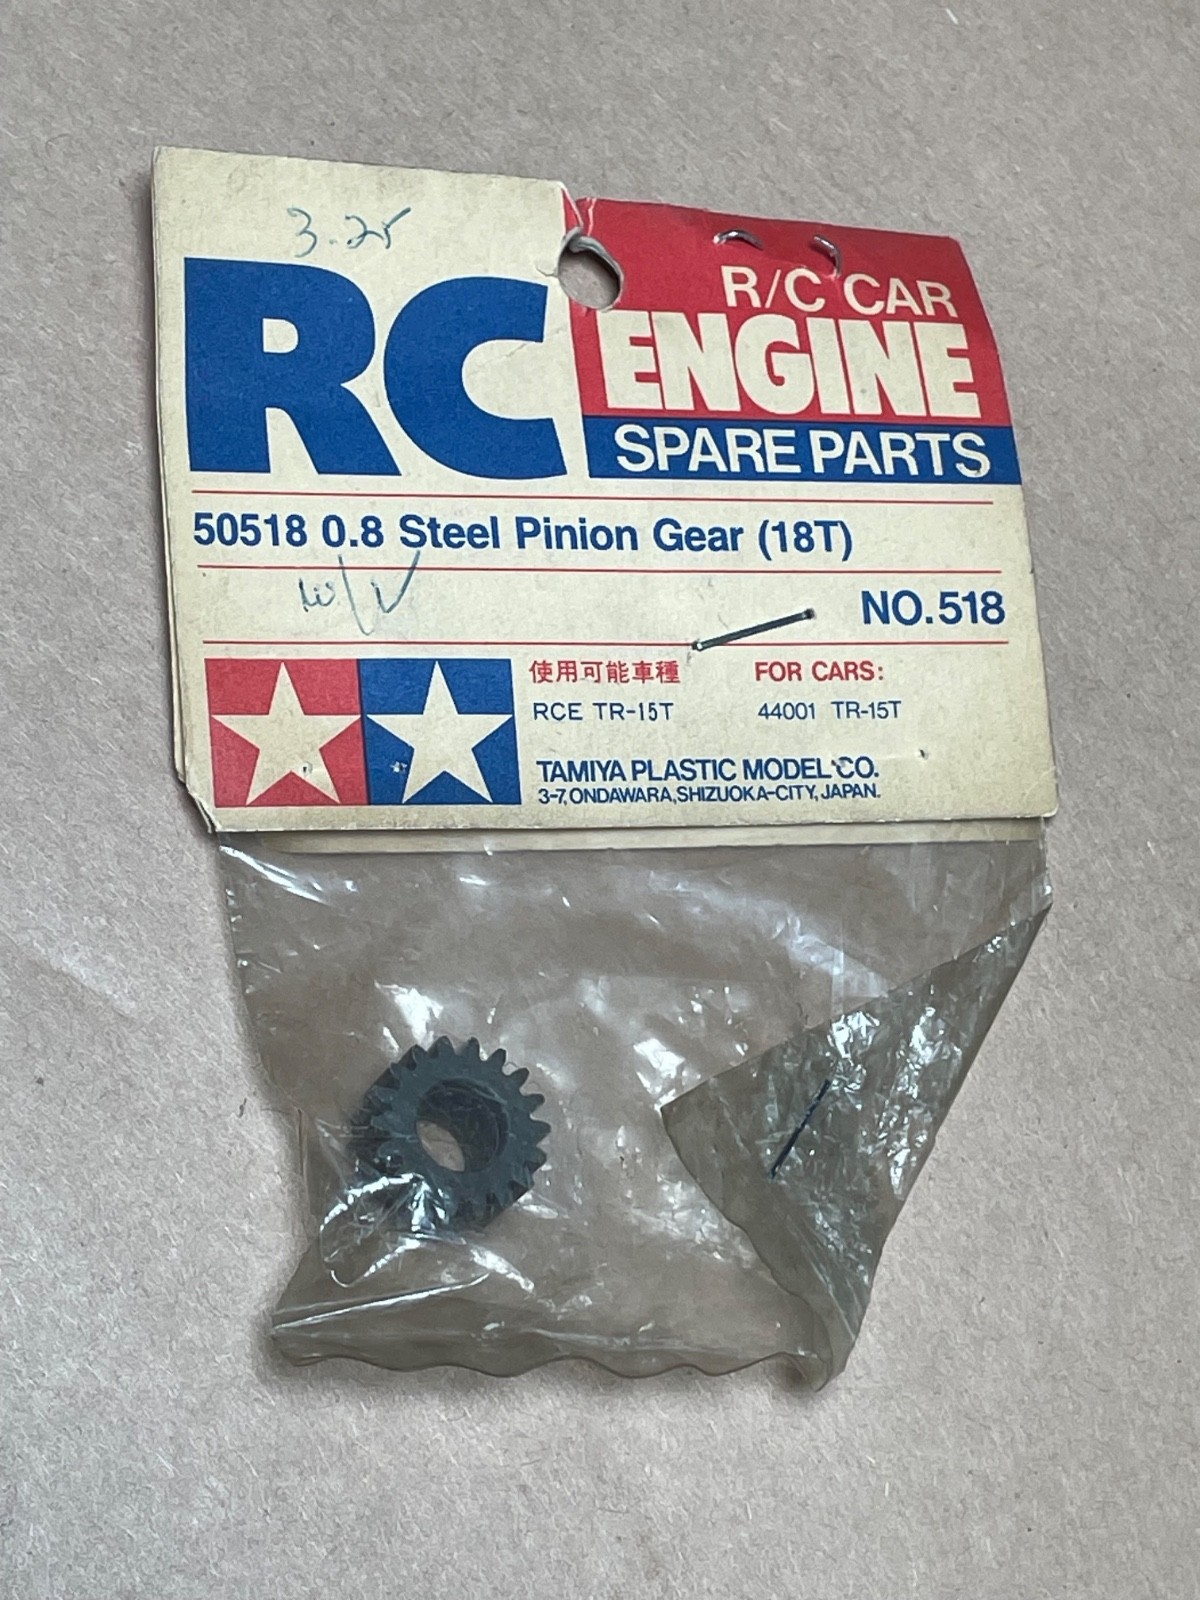 3.25
RC
R/C CAR
ENGINE
SPARE PARTS
50518 0.8 Steel Pinion Gear (18T)
NO.518
使用可能車種
FOR CARS:
RCE TR-15T
44001 TR-15T
TAMIYA PLASTIC MODEL CO.
3-7, ONDAWARA, SHIZUOKA-CITY, JAPAN.